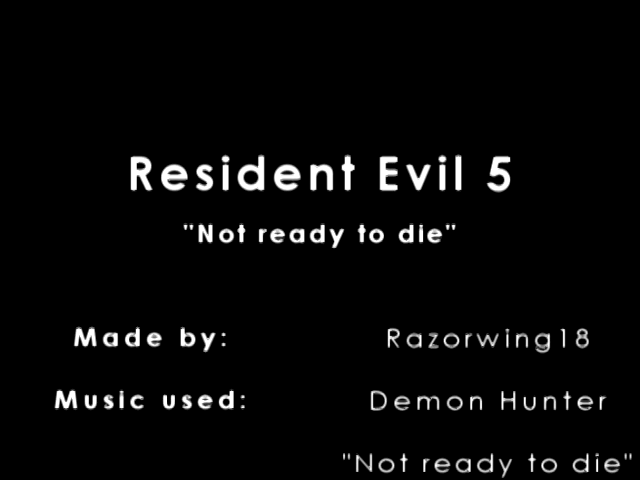 Resident Evil 5
"Not ready to die"
Made by: Razorwing18
Music used: Demon Hunter
"Not ready to die"